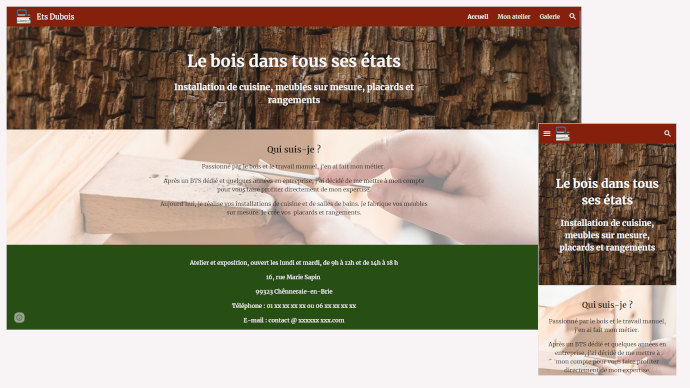 Ets Dubois
Accueil Mon atelier Galerie
Le bois dans tous ses états
Installation de cuisine, meubles sur mesure, placards et
rangements
Qui suis-je ?
Passionné par le bois et le travail manuel, j'en ai fait mon métier.
Après un BTS dédié et quelques années en entreprise, j'ai décidé de me mettre à mon compte
pour vous faire profiter directement de mon expertise.
Aujourd'hui, je réalise vos installations de cuisine et de salles de bains. Je fabrique vos meubles
sur mesure. Je crée vos placards et rangements.
Atelier et exposition, ouvert les lundi et mardi, de 9h à 12h et de 14h à 18 h
16, rue Marie Sapin
99323 Chênneraie-en-Brie
Téléphone : 01 xx xx xx xx ou 06 xx xx xx xx
E-mail : contact @ xxxxxx xxx.com
Le bois dans tous
ses états
Installation de cuisine,
meubles sur mesure,
placards et rangements
Qui suis-je ?
Passionné par le bois et le travail manuel,
j'en ai fait mon métier.
Après un BTS dédié et quelques années en
entreprise, j'ai décidé de me mettre à
mon compte pour vous faire profiter
directement de mon expertise.